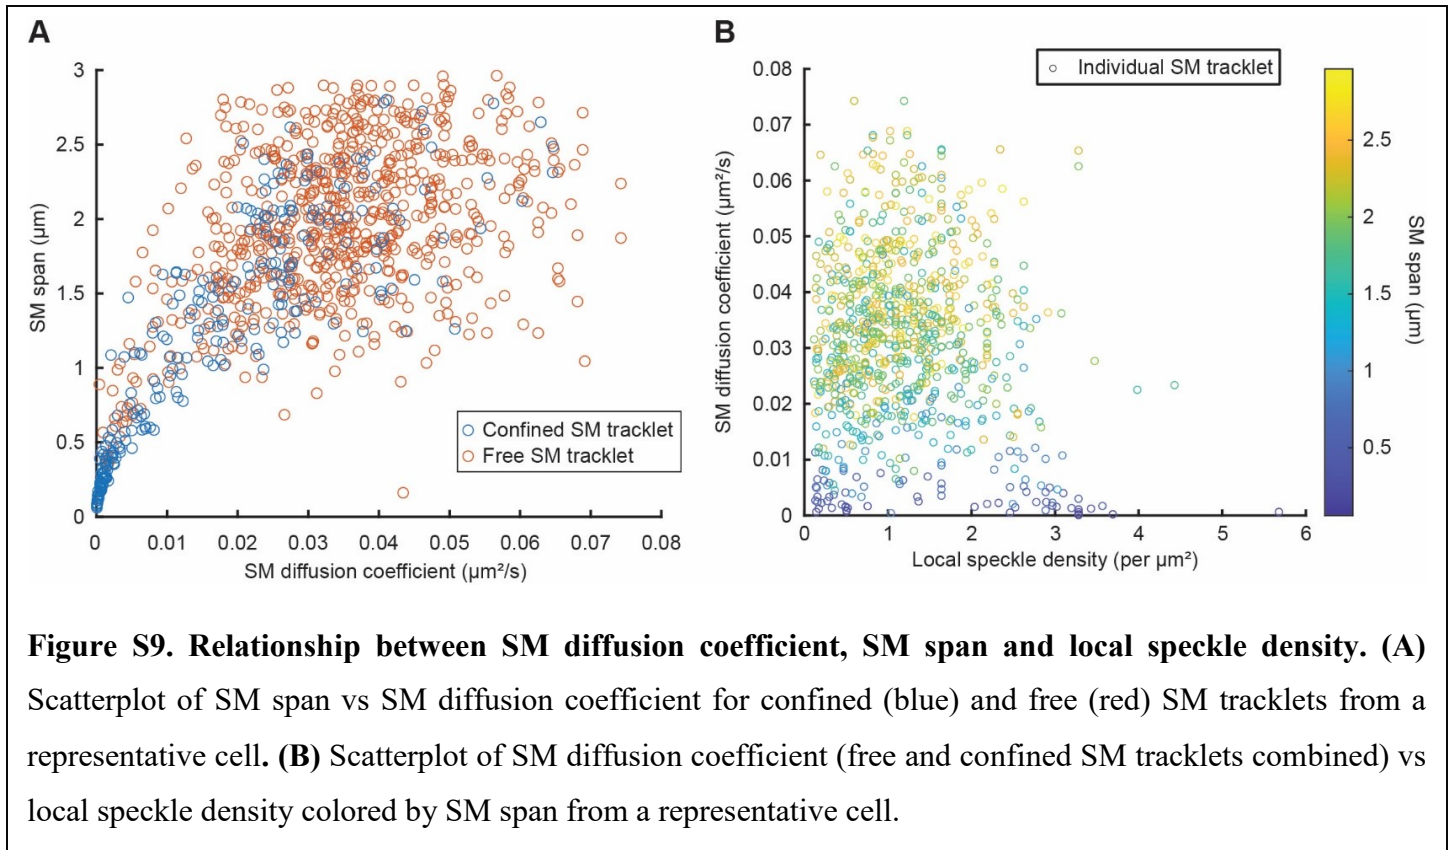 A
B
3
2.5
2
1.5
1
0.5
0
SM span (μm)
0
0.01
0.02
0.03
0.04
0.05
0.06
0.07
0.08
SM diffusion coefficient (μm²/s)
Confined SM tracklet
Free SM tracklet
0.08
0.07
0.06
0.05
0.04
0.03
0.02
0.01
0
SM diffusion coefficient (μm²/s)
0
1
2
3
4
5
6
Local speckle density (per μm²)
Individual SM tracklet
2.5
2
1.5
1
0.5
SM span (μm)
Figure S9. Relationship between SM diffusion coefficient, SM span and local speckle density. (A)
Scatterplot of SM span vs SM diffusion coefficient for confined (blue) and free (red) SM tracklets from a
representative cell. (B) Scatterplot of SM diffusion coefficient (free and confined SM tracklets combined) vs
local speckle density colored by SM span from a representative cell.